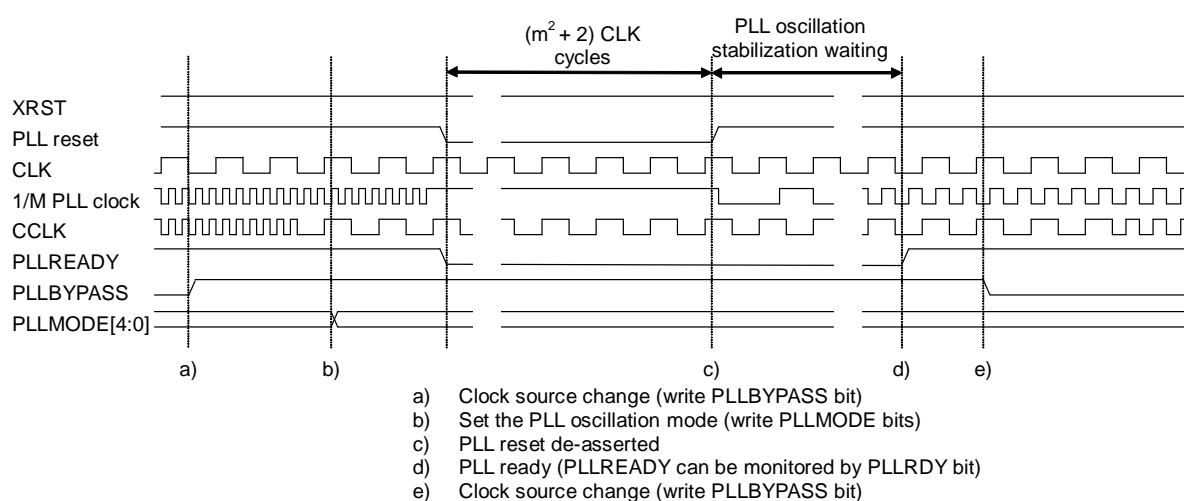 (m² + 2) CLK
cycles
PLL oscillation
stabilization waiting
XRST
PLL reset
CLK
1/M PLL clock
CCLK
PLLREADY
PLLBYPASS
PLLMODE[4:0]
a) b) c) d) e)
a) Clock source change (write PLLBYPASS bit)
b) Set the PLL oscillation mode (write PLLMODE bits)
c) PLL reset de-asserted
d) PLL ready (PLLREADY can be monitored by PLLRDY bit)
e) Clock source change (write PLLBYPASS bit)